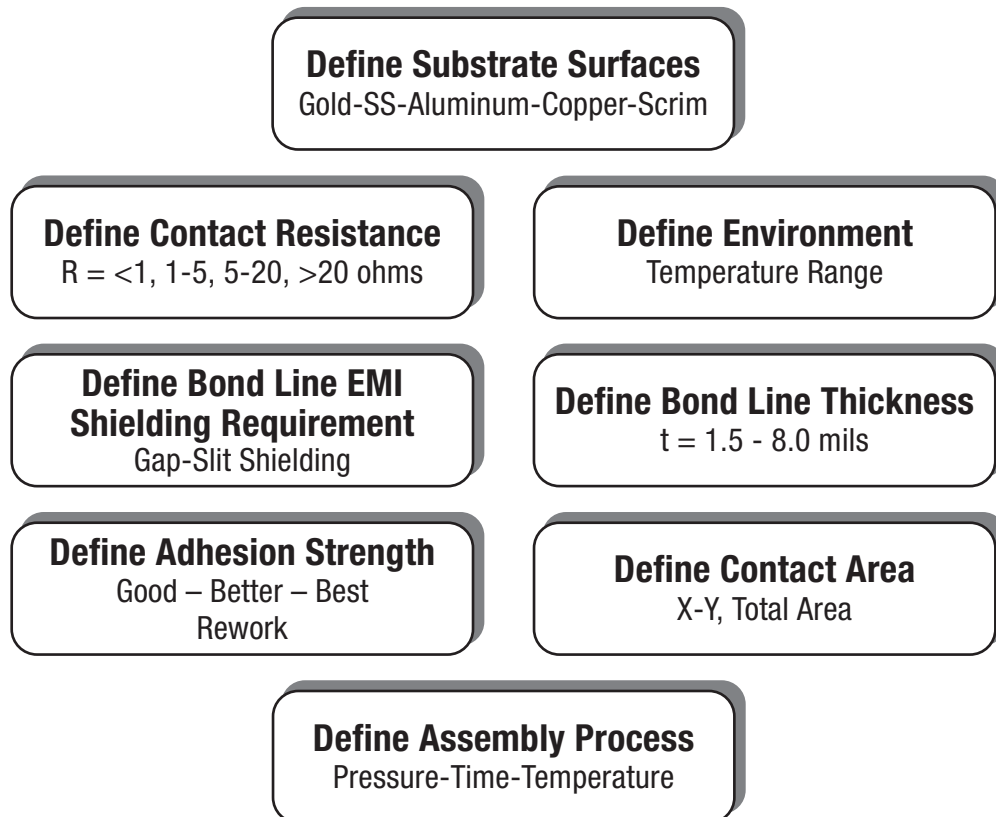 Define Substrate Surfaces
Gold-SS-Aluminum-Copper-Scrim
Define Contact Resistance
R = <1, 1-5, 5-20, >20 ohms
Define Environment
Temperature Range
Define Bond Line EMI
Shielding Requirement
Gap-Slit Shielding
Define Bond Line Thickness
t = 1.5 - 8.0 mils
Define Adhesion Strength
Good – Better – Best
Rework
Define Contact Area
X-Y, Total Area
Define Assembly Process
Pressure-Time-Temperature